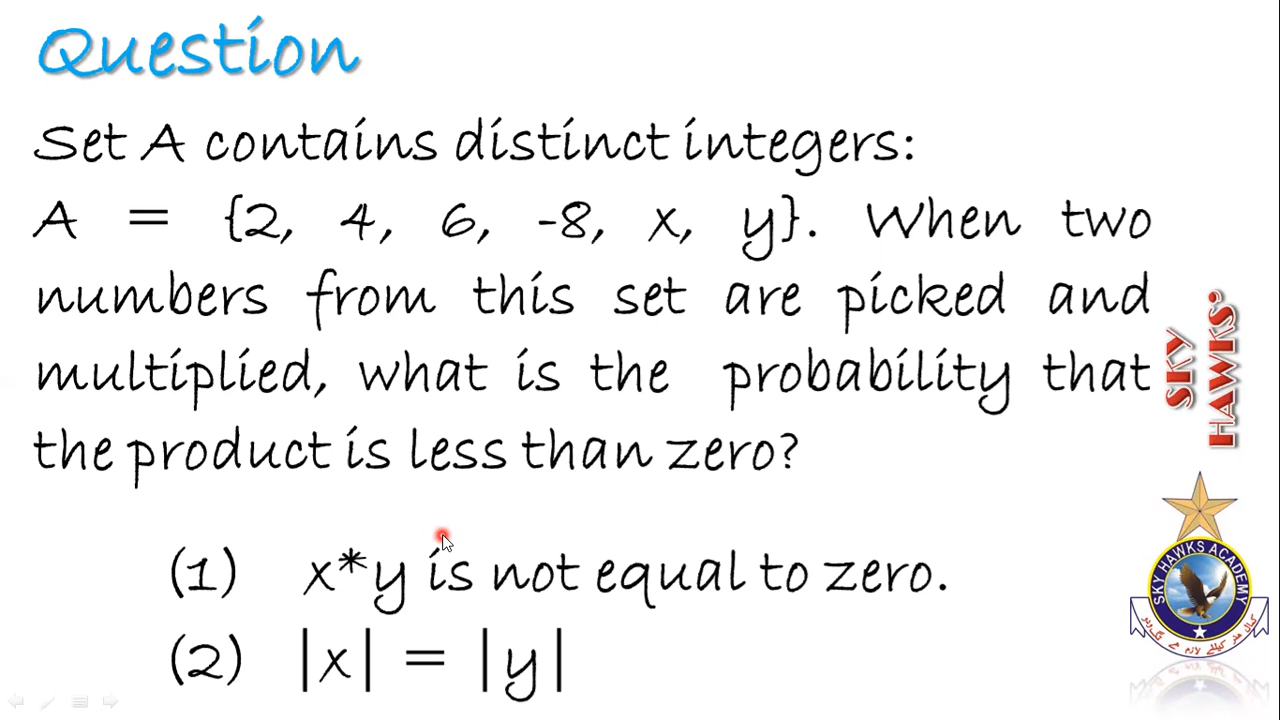 Question
Set A contains distinct integers:
A = {2, 4, 6, -8, x, y}. When two
numbers from this set are picked and
multiplied, what is the probability that
the product is less than zero?
(1) x*y is not equal to zero.
(2) |x| = |y|
SKY
HAWKS
SKY HAWKS ACADEMY